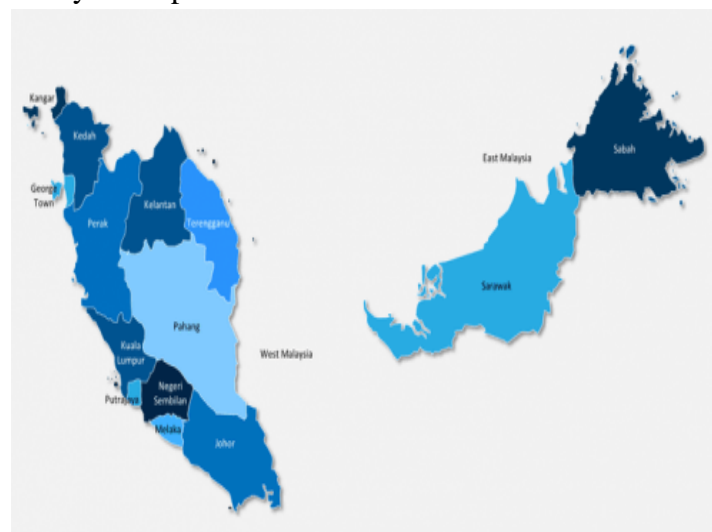 Kangar
Kedah
George
Town
Perak
Kelantan
Terengganu
Pahang
Kuala
Lumpur
Putrajaya
Negeri
Sembilan
Melaka
Johor
West Malaysia
East Malaysia
Sabah
Sarawak